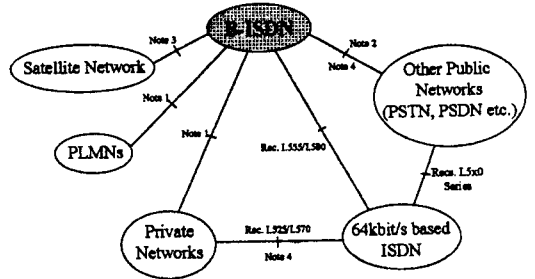 B-ISDN
Note 3
Note 2
Satellite Network
Note 4
Other Public
Networks
(PSTN, PSDN etc.)
Note 1
PLMNs
Note 1
Rec. I.555/I.580
Recs. I.5x0
Series
Private
Networks
Rec. I.525/I.570
Note 4
64kbit/s based
ISDN